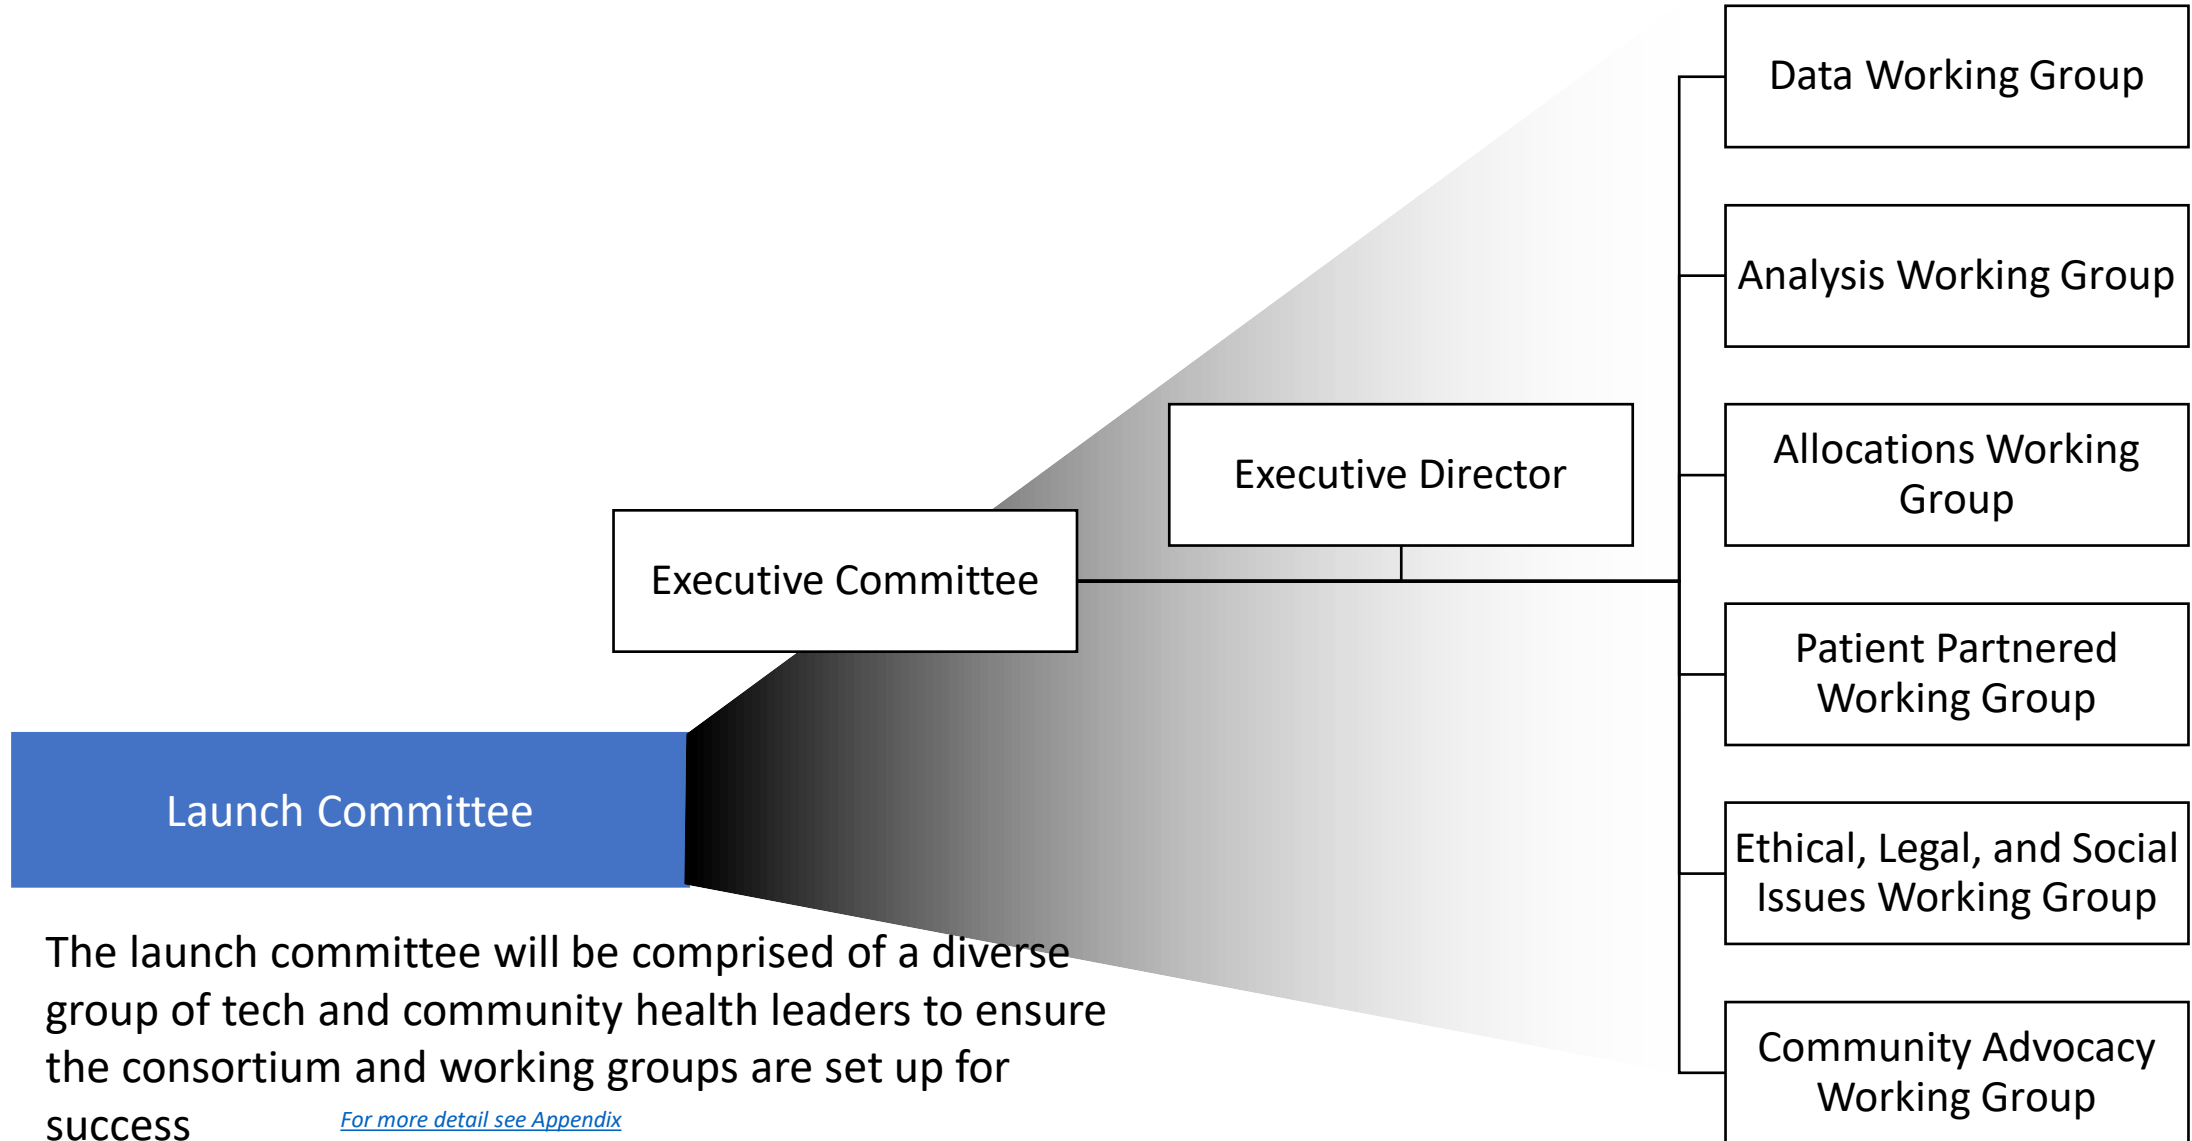 Data Working Group
Analysis Working Group
Allocations Working
Group
Executive Director
Executive Committee
Patient Partnered
Working Group
Launch Committee
Ethical, Legal, and Social
Issues Working Group
Community Advocacy
Working Group
The launch committee will be comprised of a diverse
group of tech and community health leaders to ensure
the consortium and working groups are set up for
success
For more detail see Appendix